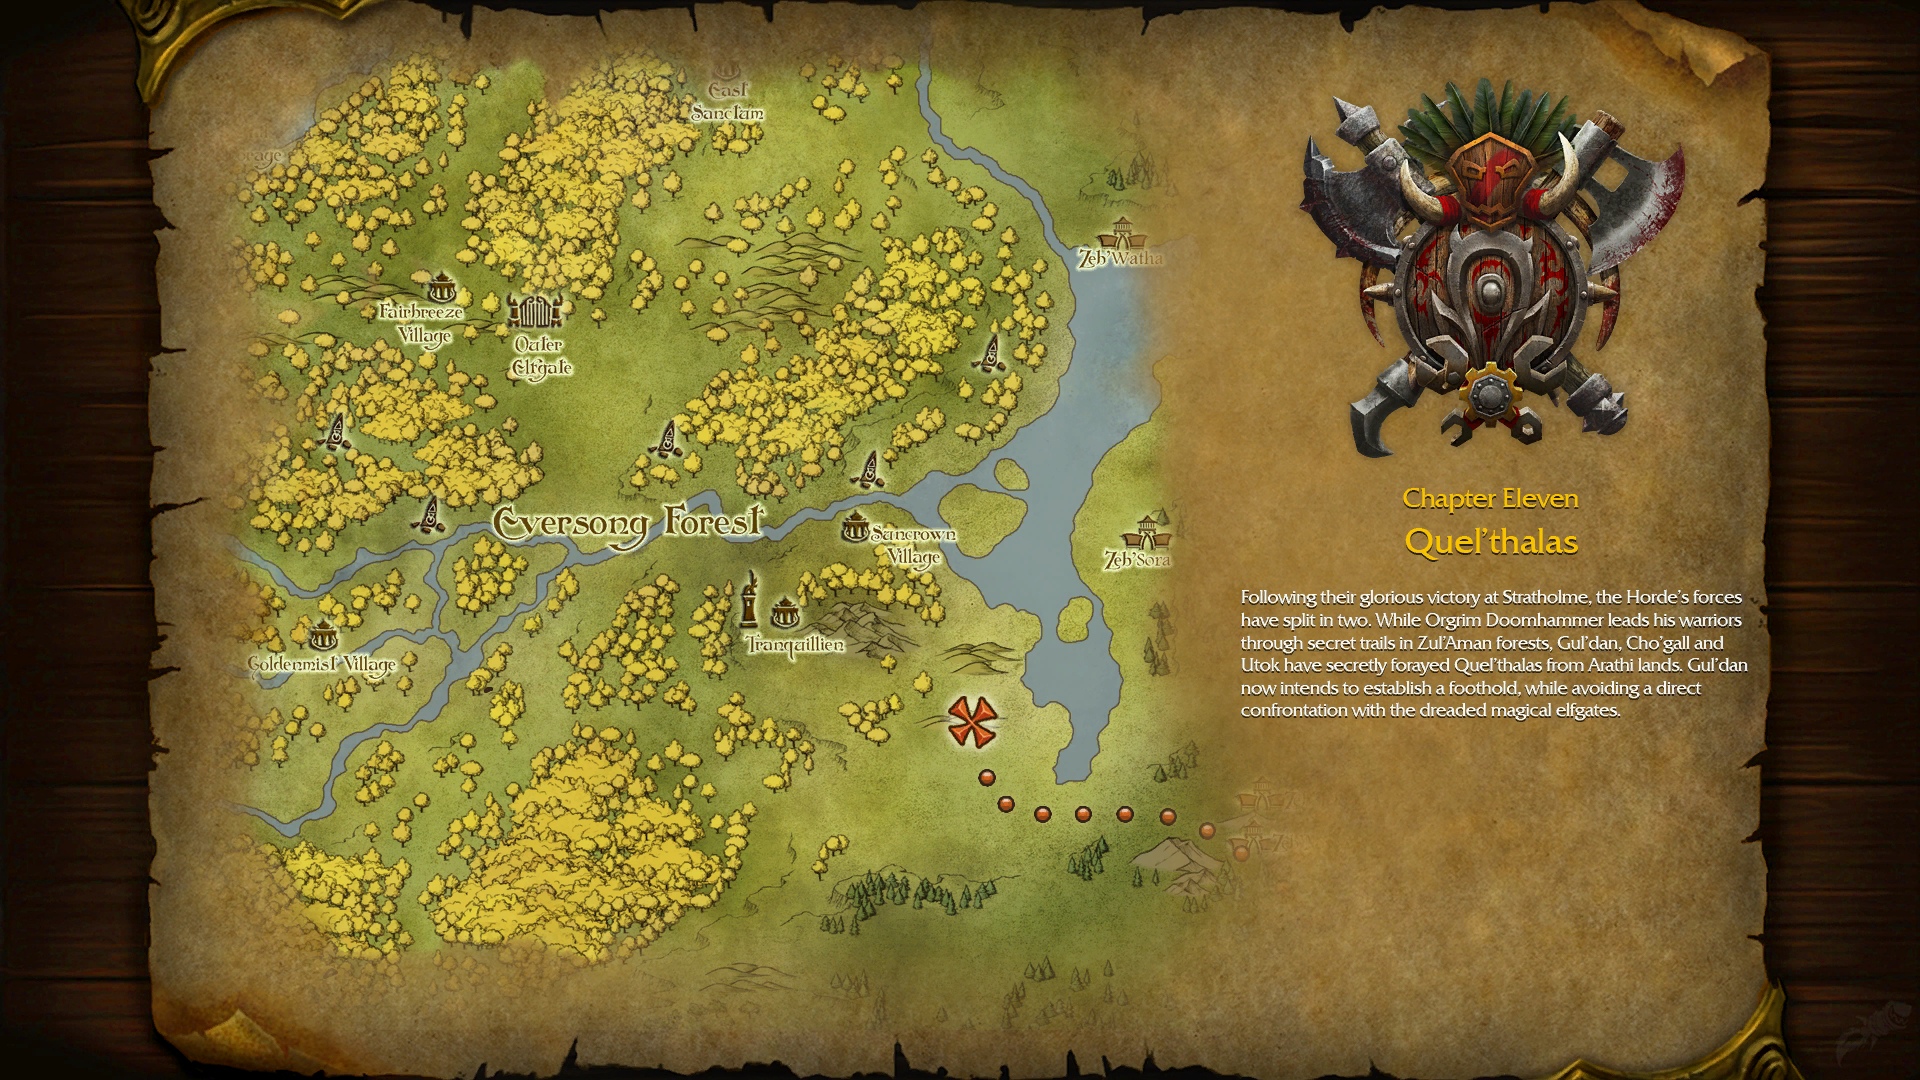 East
Sanctum
Zeb'Watha
Fairbreeze
Village
Outer
Elfgate
Eversong Forest
Suncrown
Village
Zeb'Sora
Tranquillien
Goldenmist Village
Chapter Eleven
Quel'thalas
Following their glorious victory at Stratholme, the Horde's forces
have split in two. While Orgrim Doomhammer leads his warriors
through secret trails in Zul'Aman forests, Gul'dan, Cho'gall and
Utok have secretly forayed Quel'thalas from Arathi lands. Gul'dan
now intends to establish a foothold, while avoiding a direct
confrontation with the dreaded magical elfgates.